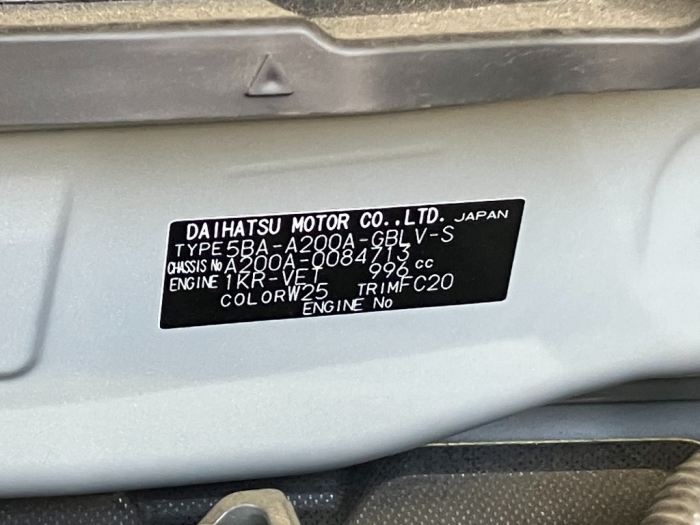 DAIHATSU MOTOR CO..LTD. JAPAN
TYPE 5BA-A200A-GBLV-S
CHASSIS No A200A-0084713
ENGINE 1KR-VET 996 cc
COLOR W25 TRIM FC20
ENGINE No